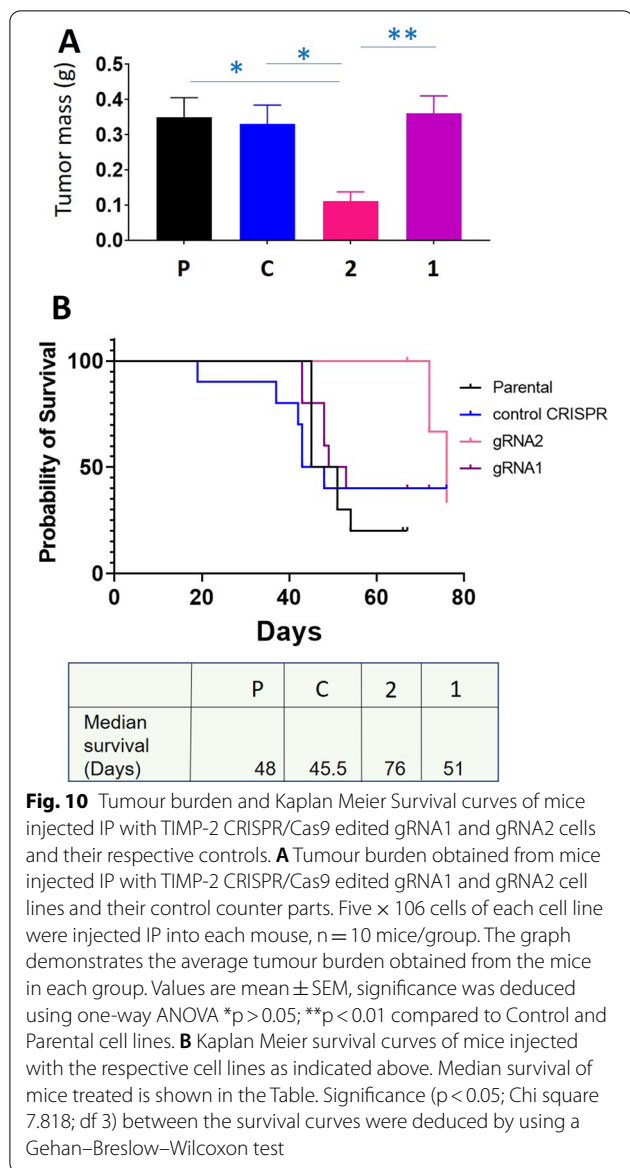 A
* * **
Tumor mass (g)
0.5
0.4
0.3
0.2
0.1
0.0
P C 2 1
B
Probability of Survival
100
50
0
0 20 40 60 80
Days
Parental
control CRISPR
gRNA2
gRNA1
P C 2 1
Median
survival
(Days) 48 45.5 76 51
Fig. 10 Tumour burden and Kaplan Meier Survival curves of mice
injected IP with TIMP-2 CRISPR/Cas9 edited gRNA1 and gRNA2 cells
and their respective controls. A Tumour burden obtained from mice
injected IP with TIMP-2 CRISPR/Cas9 edited gRNA1 and gRNA2 cell
lines and their control counter parts. Five × 106 cells of each cell line
were injected IP into each mouse, n = 10 mice/group. The graph
demonstrates the average tumour burden obtained from the mice
in each group. Values are mean ± SEM, significance was deduced
using one-way ANOVA *p > 0.05; **p < 0.01 compared to Control and
Parental cell lines. B Kaplan Meier survival curves of mice injected
with the respective cell lines as indicated above. Median survival of
mice treated is shown in the Table. Significance (p < 0.05; Chi square
7.818; df 3) between the survival curves were deduced by using a
Gehan–Breslow–Wilcoxon test